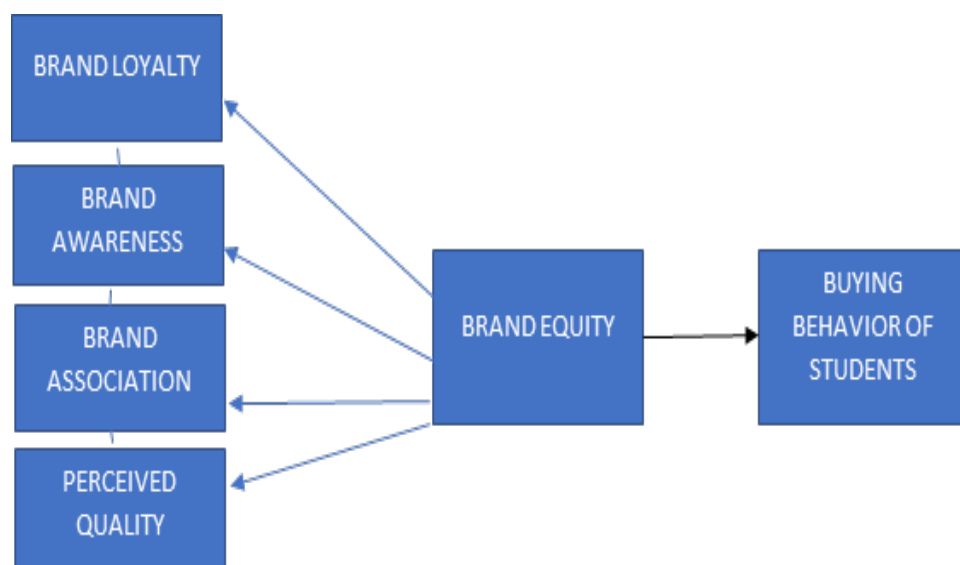 BRAND LOYALTY
BRAND
AWARENESS
BRAND
ASSOCIATION
PERCEIVED
QUALITY
BRAND EQUITY
BUYING
BEHAVIOR OF
STUDENTS